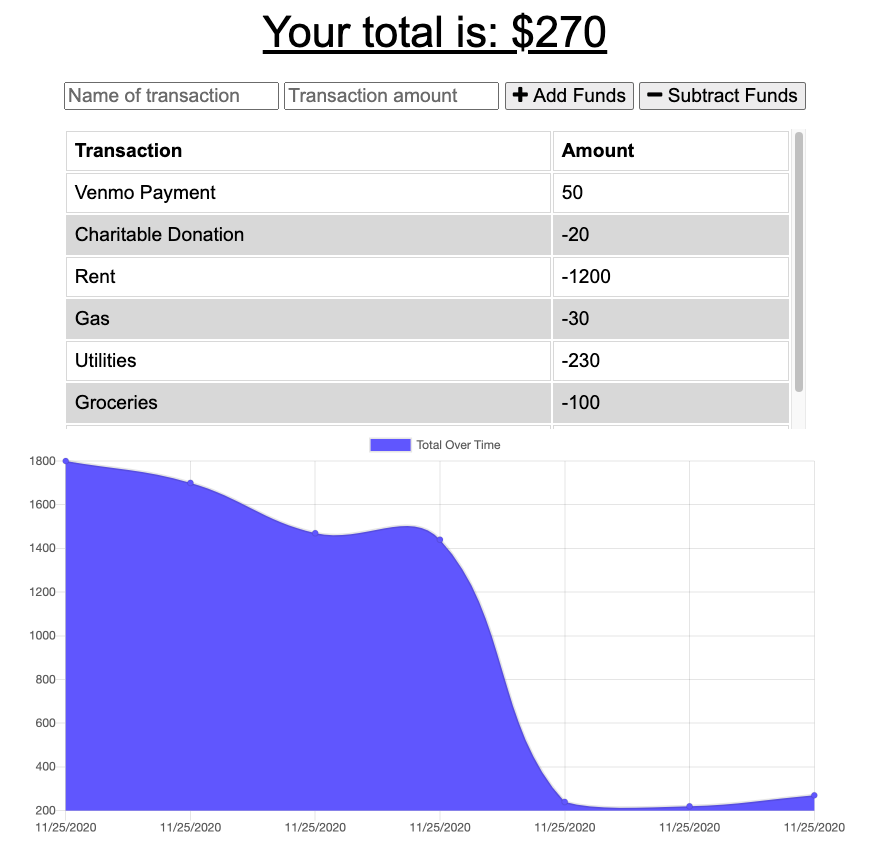 Your total is: $270
Name of transaction Transaction amount + Add Funds − Subtract Funds
Transaction Amount
Venmo Payment 50
Charitable Donation -20
Rent -1200
Gas -30
Utilities -230
Groceries -100
Total Over Time
1800
1600
1400
1200
1000
800
600
400
200
11/25/2020 11/25/2020 11/25/2020 11/25/2020 11/25/2020 11/25/2020 11/25/2020